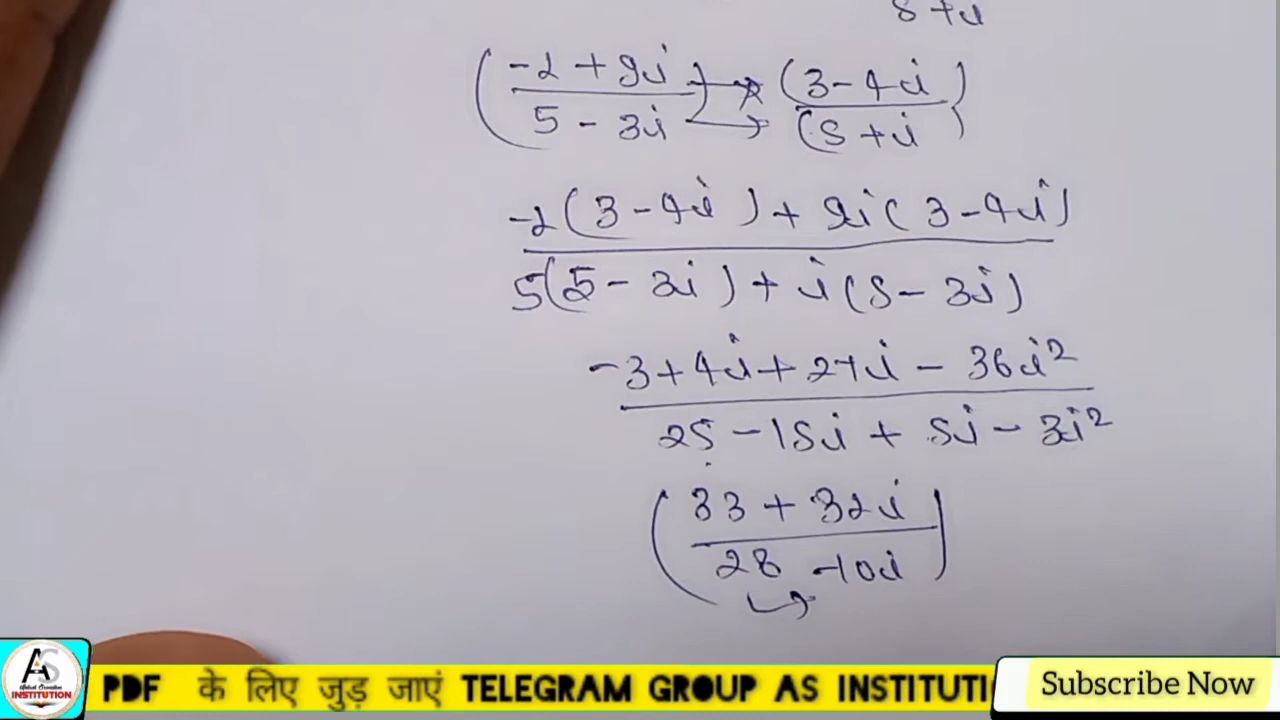 8 + i
(-2 + 9i / 5 - 3i) × (3 - 4i) / (5 + i)
-2(3 - 4i) + 9i(3 - 4i) / 5(5 - 3i) + i(5 - 3i)
-3 + 4i + 27i - 36i² / 25 - 15i + 5i - 3i²
(33 + 32i / 28 - 10i)
AS
INSTITUTION
PDF के लिए जुड़ जाएं TELEGRAM GROUP AS INSTITUTI
Subscribe Now